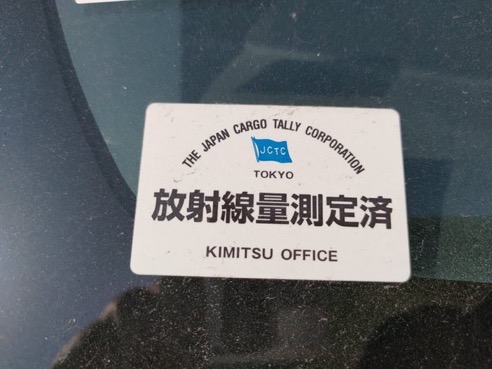 THE JAPAN CARGO TALLY CORPORATION
JCTC
TOKYO
放射線量測定済
KIMITSU OFFICE